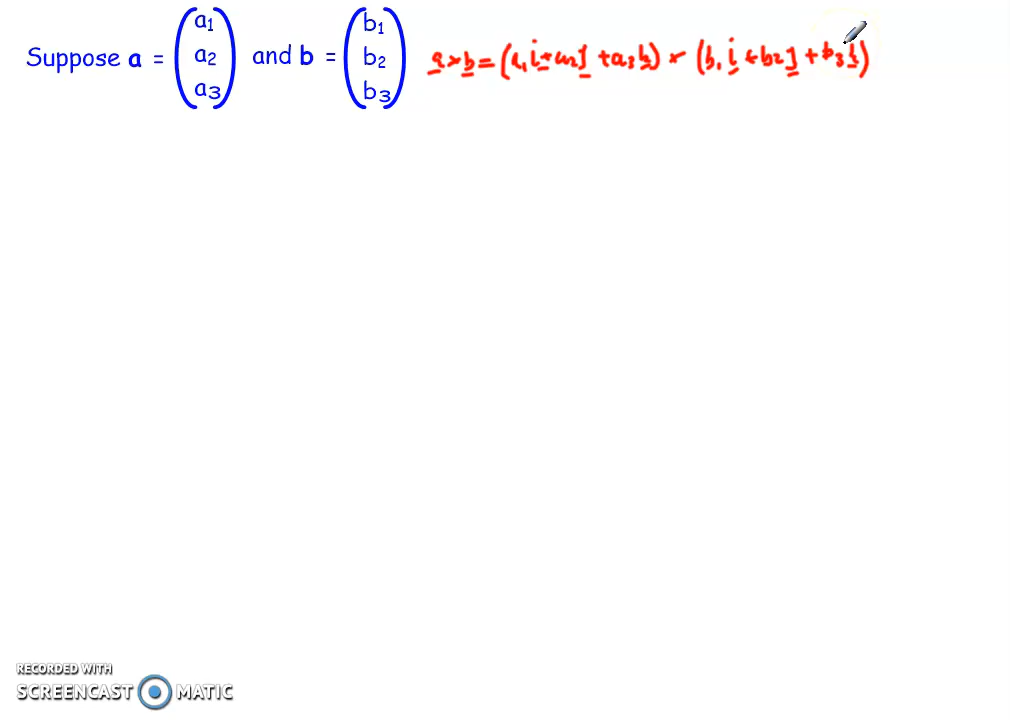 Suppose a = (a1 a2 a3) and b = (b1 b2 b3) a × b = (a1 i + a2 j + a3 k) × (b1 i + b2 j + b3 k)
RECORDED WITH
SCREENCAST MATIC